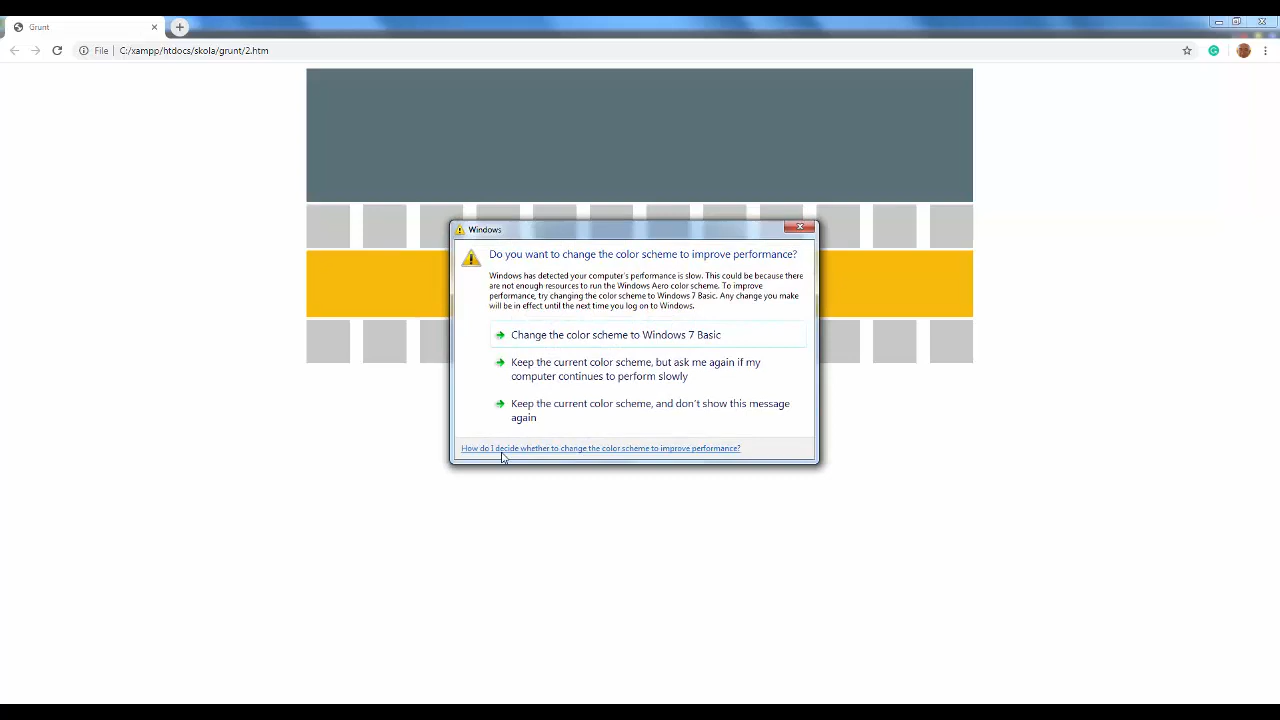 Grunt
File C:/xampp/htdocs/skola/grunt/2.htm
Windows
Do you want to change the color scheme to improve performance?
Windows has detected your computer's performance is slow. This could be because there
are not enough resources to run the Windows Aero color scheme. To improve
performance, try changing the color scheme to Windows 7 Basic. Any change you make
will be in effect until the next time you log on to Windows.
Change the color scheme to Windows 7 Basic
Keep the current color scheme, but ask me again if my
computer continues to perform slowly
Keep the current color scheme, and don't show this message
again
How do I decide whether to change the color scheme to improve performance?